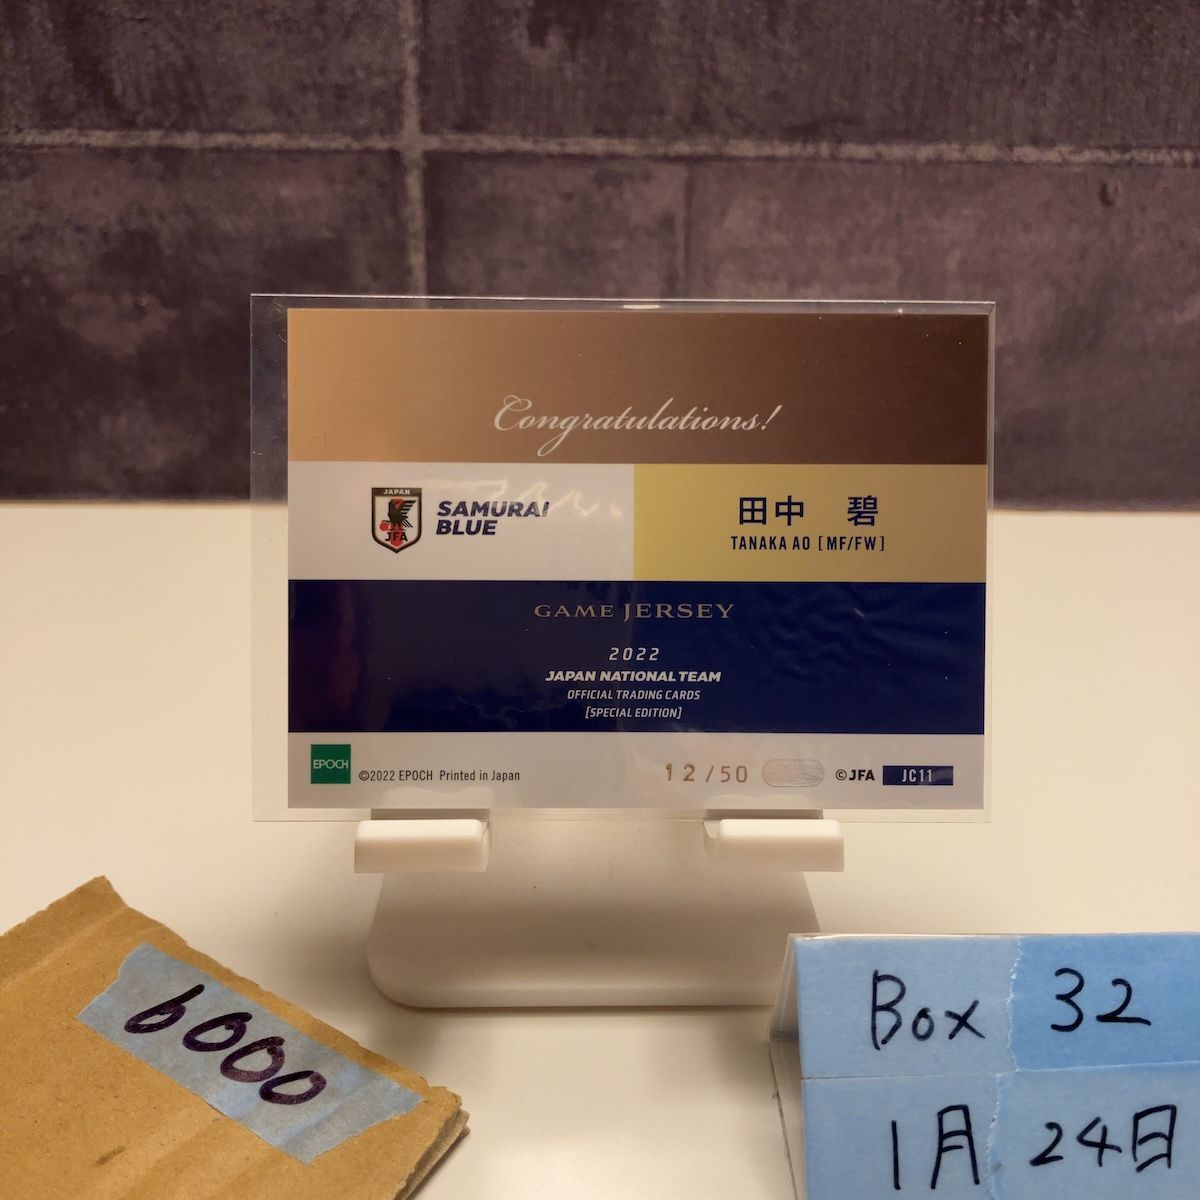 Congratulations!
JAPAN
JFA
SAMURAI
BLUE
田中 碧
TANAKA AO [MF/FW]
GAME JERSEY
2022
JAPAN NATIONAL TEAM
OFFICIAL TRADING CARDS
[SPECIAL EDITION]
EPOCH
©2022 EPOCH Printed in Japan
12/50
©JFA
JC11
6000
Box 32
1月 24日